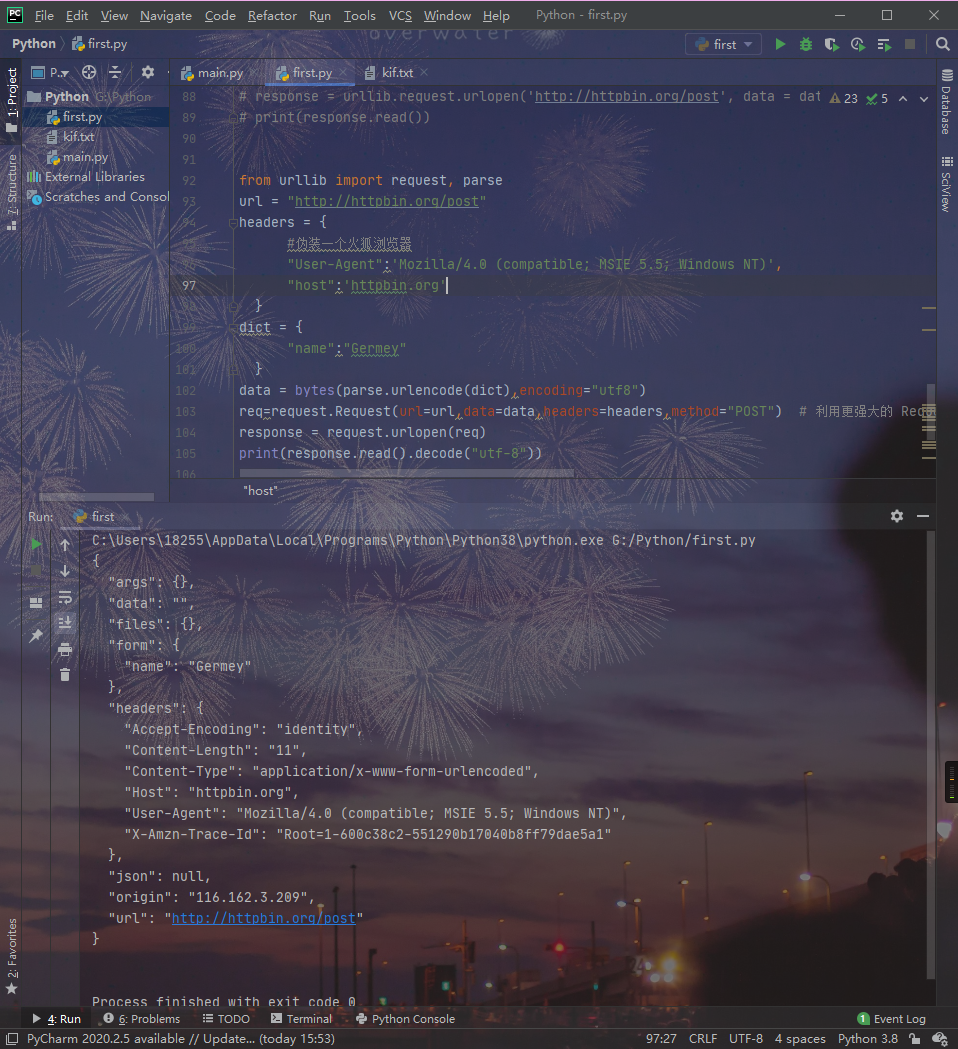 PC File Edit View Navigate Code Refactor Run Tools VCS Window Help Python - first.py
overwater
Python first.py
first
1: Project
7: Structure
2: Favorites
P..
Python G:\Python
first.py
kif.txt
main.py
External Libraries
Scratches and Consol
main.py first.py kif.txt
88 # response = urllib.request.urlopen('http://httpbin.org/post', data = dat
23 5
89 # print(response.read())
90
91
92 from urllib import request, parse
93 url = "http://httpbin.org/post"
94 headers = {
95 #伪装一个火狐浏览器
96 "User-Agent":'Mozilla/4.0 (compatible; MSIE 5.5; Windows NT)',
97 "host":'httpbin.org'
98 }
99 dict = {
100 "name":"Germey"
101 }
102 data = bytes(parse.urlencode(dict),encoding="utf8")
103 req=request.Request(url=url,data=data,headers=headers,method="POST") # 利用更强大的 Requ
104 response = request.urlopen(req)
105 print(response.read().decode("utf-8"))
106
"host"
Database
SciView
Run: first
C:\Users\18255\AppData\Local\Programs\Python\Python38\python.exe G:/Python/first.py
{
"args": {},
"data": "",
"files": {},
"form": {
"name": "Germey"
},
"headers": {
"Accept-Encoding": "identity",
"Content-Length": "11",
"Content-Type": "application/x-www-form-urlencoded",
"Host": "httpbin.org",
"User-Agent": "Mozilla/4.0 (compatible; MSIE 5.5; Windows NT)",
"X-Amzn-Trace-Id": "Root=1-600c38c2-551290b17040b8ff79dae5a1"
},
"json": null,
"origin": "116.162.3.209",
"url": "http://httpbin.org/post"
}
Process finished with exit code 0
4: Run 6: Problems TODO Terminal Python Console 1 Event Log
PyCharm 2020.2.5 available // Update... (today 15:53) 97:27 CRLF UTF-8 4 spaces Python 3.8